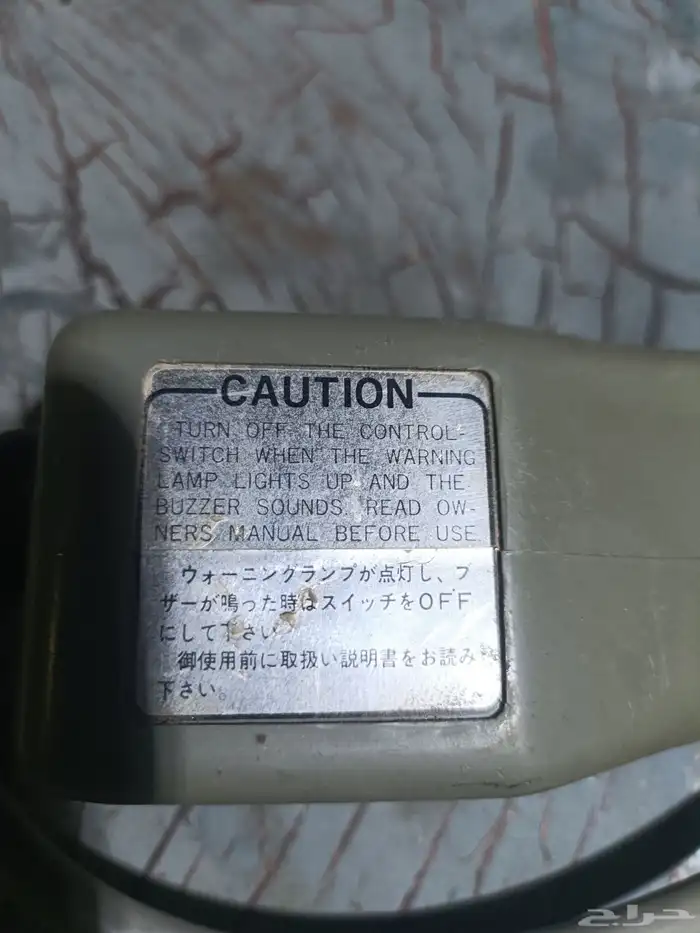 CAUTION
TURN OFF THE CONTROL-
SWITCH WHEN THE WARNING
LAMP LIGHTS UP AND THE
BUZZER SOUNDS. READ OW-
NERS MANUAL BEFORE USE
ウォーニングランプが点灯し、ブ
ザーが鳴った時はスイッチをOFF
にして下さい
御使用前に取扱い説明書をお読み
下さい。
حراج